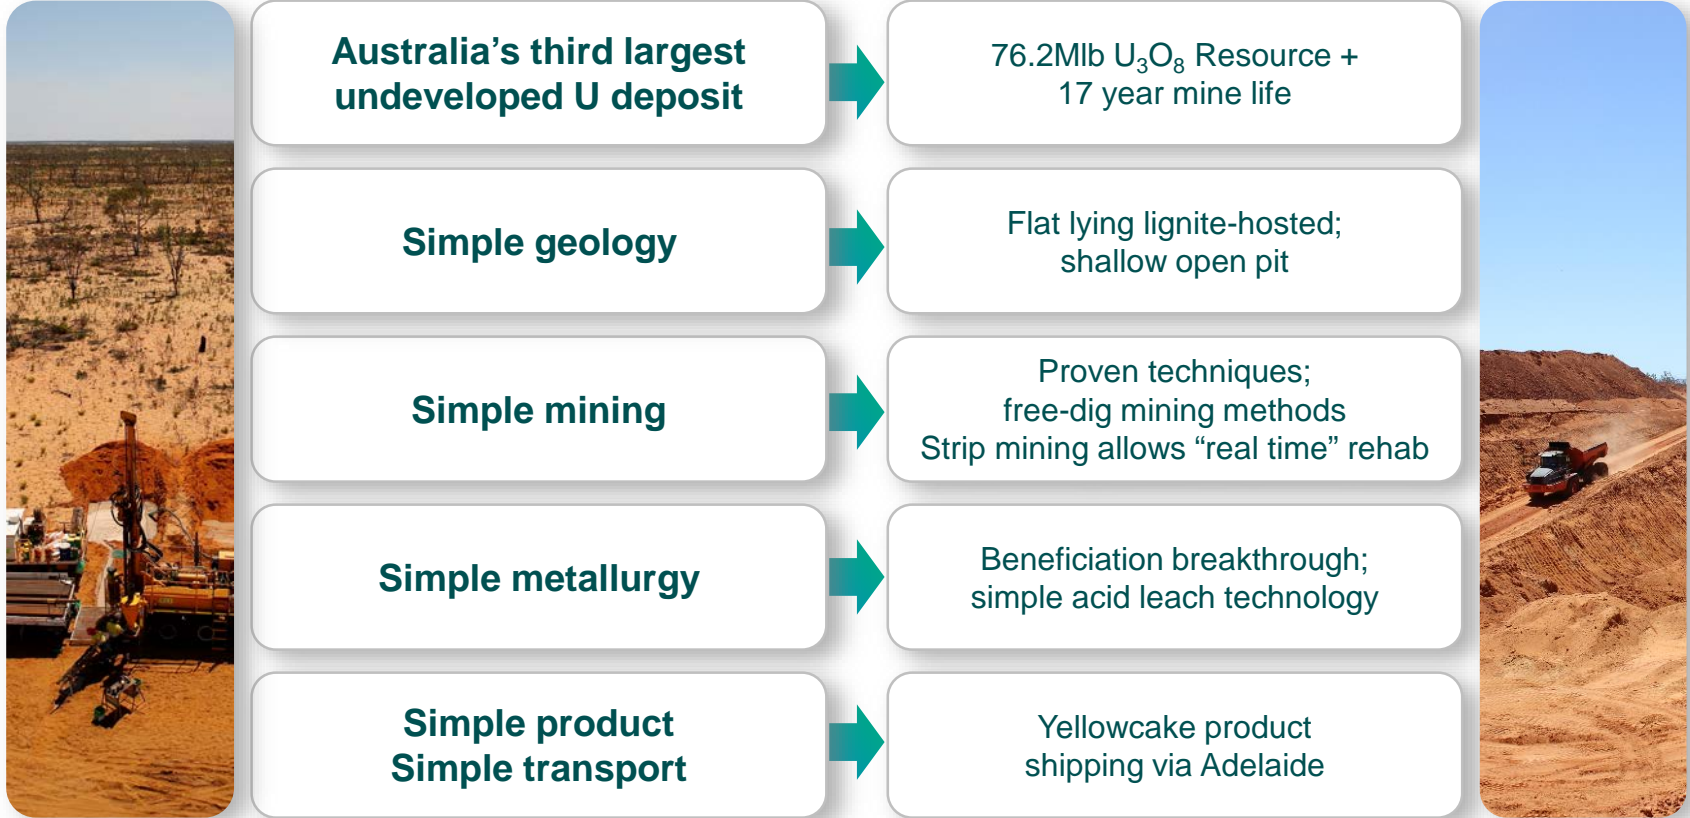 Australia’s third largest
undeveloped U deposit
76.2Mlb U₃O₈ Resource +
17 year mine life
Simple geology
Flat lying lignite-hosted;
shallow open pit
Simple mining
Proven techniques;
free-dig mining methods
Strip mining allows “real time” rehab
Simple metallurgy
Beneficiation breakthrough;
simple acid leach technology
Simple product
Simple transport
Yellowcake product
shipping via Adelaide